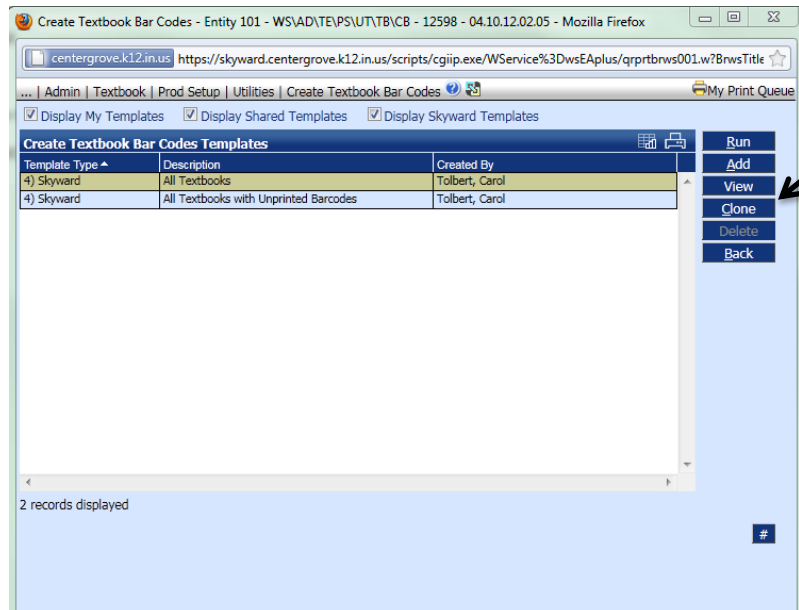 Create Textbook Bar Codes - Entity 101 - WS\AD\TE\PS\UT\TB\CB - 12598 - 04.10.12.02.05 - Mozilla Firefox
centergrove.k12.in.us https://skyward.centergrove.k12.in.us/scripts/cgiip.exe/WService%3DwsEAplus/qrprtbrws001.w?BrwsTitle
... | Admin | Textbook | Prod Setup | Utilities | Create Textbook Bar Codes ? My Print Queue
Display My Templates Display Shared Templates Display Skyward Templates
Create Textbook Bar Codes Templates
Template Type Description Created By
4) Skyward All Textbooks Tolbert, Carol
4) Skyward All Textbooks with Unprinted Barcodes Tolbert, Carol
Run
Add
View
Clone
Delete
Back
2 records displayed
#